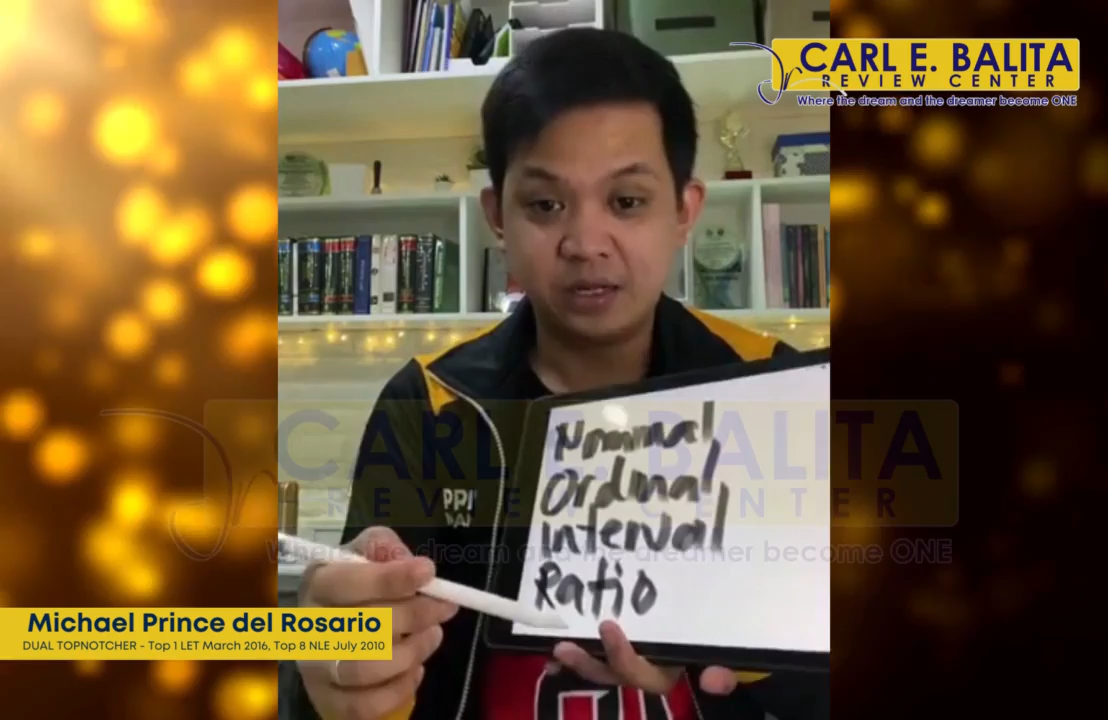 Dr. CARL E. BALITA
REVIEW CENTER
Where the dream and the dreamer become ONE
Nominal
Ordinal
Interval
Ratio
Dr. CARL E. BALITA
REVIEW CENTER
Where the dream and the dreamer become ONE
Michael Prince del Rosario
DUAL TOPNOTCHER - Top 1 LET March 2016, Top 8 NLE July 2010